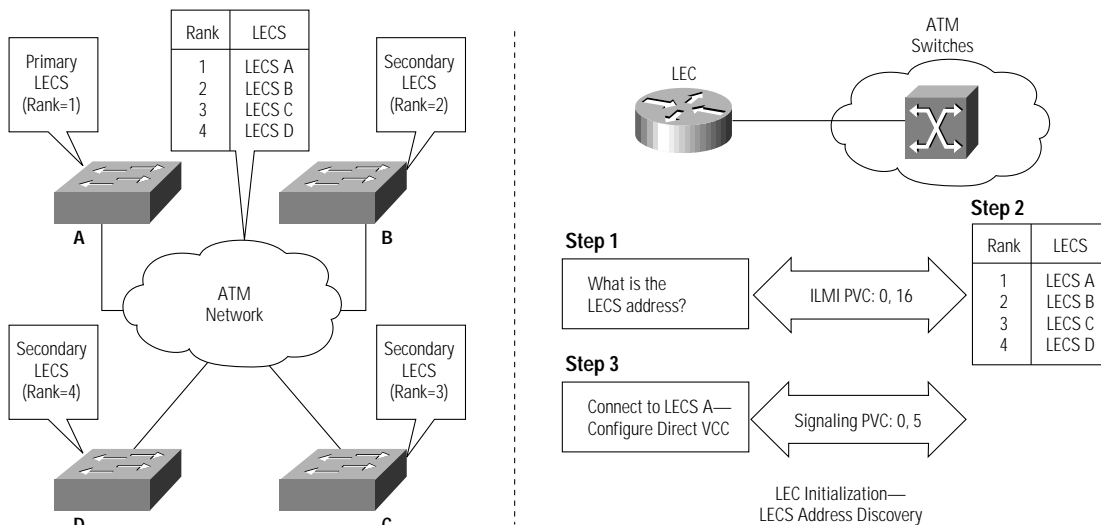 Rank LECS
1 LECS A
2 LECS B
3 LECS C
4 LECS D
Primary
LECS
(Rank=1)
Secondary
LECS
(Rank=2)
A
B
ATM
Network
Secondary
LECS
(Rank=4)
Secondary
LECS
(Rank=3)
D
C
ATM
Switches
LEC
Step 1
What is the
LECS address?
ILMI PVC: 0, 16
Step 2
Rank LECS
1 LECS A
2 LECS B
3 LECS C
4 LECS D
Step 3
Connect to LECS A—
Configure Direct VCC
Signaling PVC: 0, 5
LEC Initialization—
LECS Address Discovery